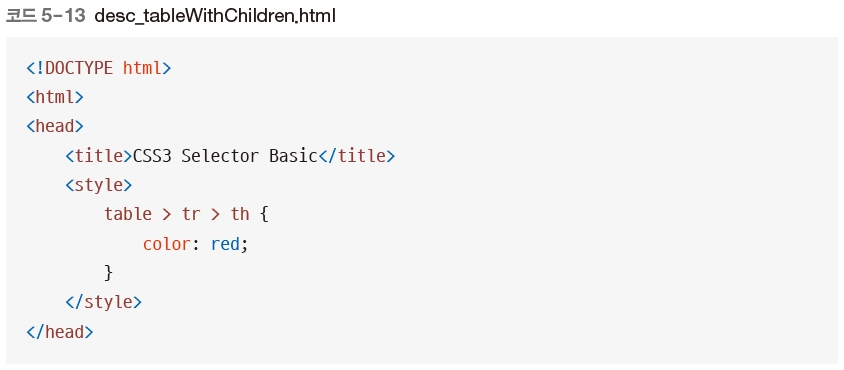 코드 5-13 desc_tableWithChildren.html
<!DOCTYPE html>
<html>
<head>
    <title>CSS3 Selector Basic</title>
    <style>
        table > tr > th {
            color: red;
        }
    </style>
</head>